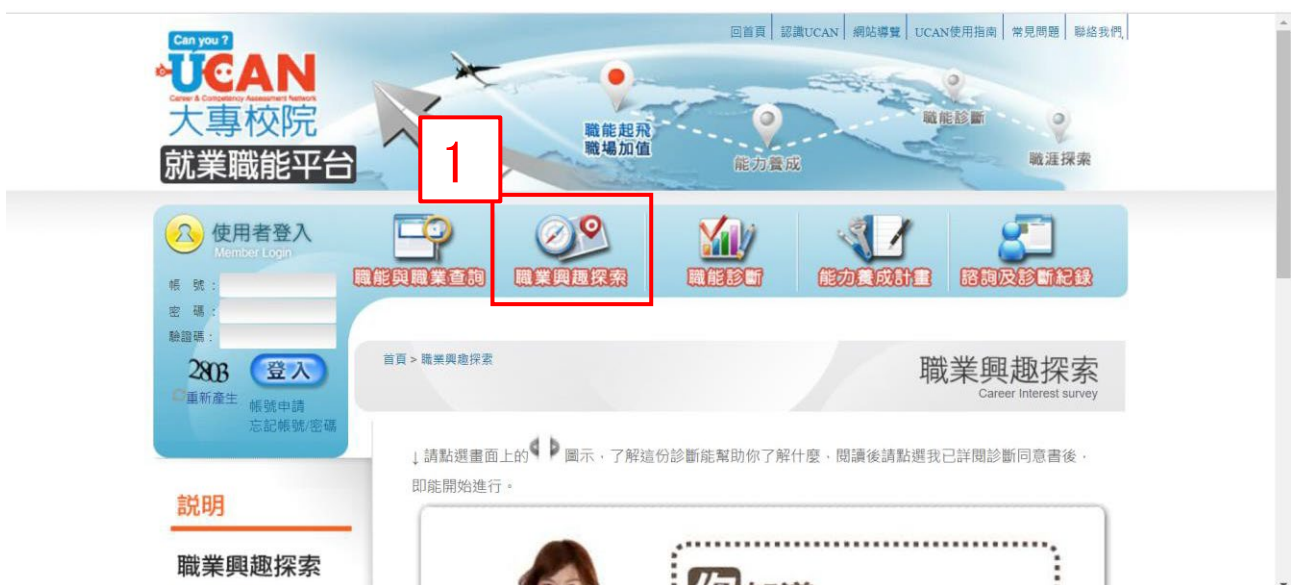 回首頁 認識UCAN 網站導覽 UCAN使用指南 常見問題 聯絡我們
Can you ?
UCAN
Career & Competency Assessment Network
大專校院
就業職能平台
職能起飛
職場加值
能力養成
職能診斷
職涯探索
1
使用者登入
Member Login
帳 號：
密 碼：
驗證碼：
2803
登入
重新產生
帳號申請
忘記帳號/密碼
職能與職業查詢
職業興趣探索
職能診斷
能力養成計畫
諮詢及診斷紀錄
首頁 > 職業興趣探索
職業興趣探索
Career Interest survey
↓請點選畫面上的 圖示，了解這份診斷能幫助你了解什麼，閱讀後請點選我已詳閱診斷同意書後，
即能開始進行。
説明
職業興趣探索